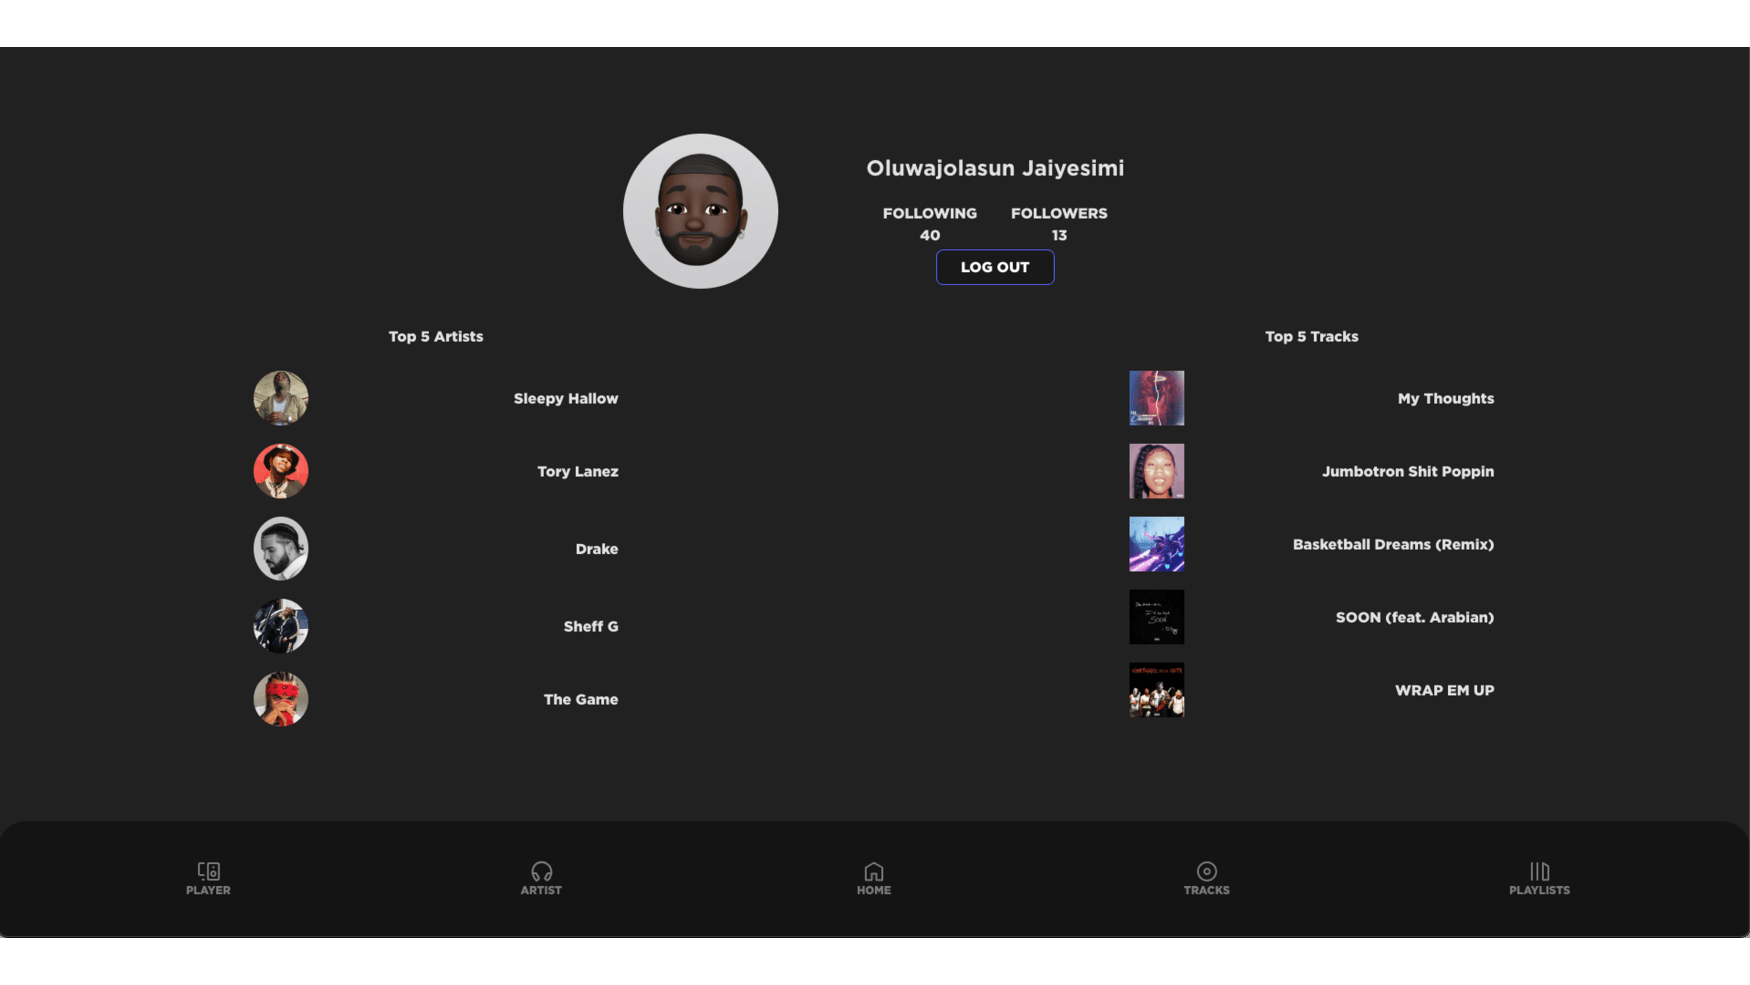 Oluwajolasun Jaiyesimi
FOLLOWING FOLLOWERS
40 13
LOG OUT
Top 5 Artists
Sleepy Hallow
Tory Lanez
Drake
Sheff G
The Game
Top 5 Tracks
My Thoughts
Jumbotron Shit Poppin
Basketball Dreams (Remix)
SOON (feat. Arabian)
WRAP EM UP
PLAYER ARTIST HOME TRACKS PLAYLISTS